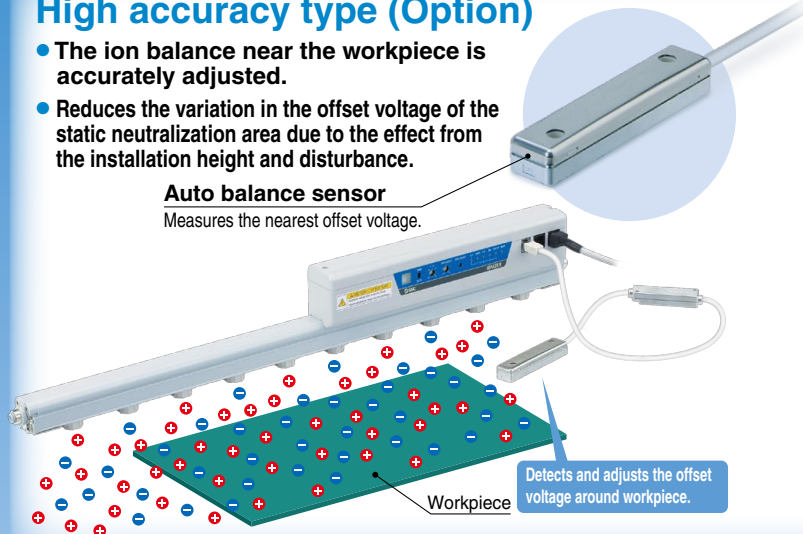 High accuracy type (Option)
● The ion balance near the workpiece is
accurately adjusted.
● Reduces the variation in the offset voltage of the
static neutralization area due to the effect from
the installation height and disturbance.
Auto balance sensor
Measures the nearest offset voltage.
Detects and adjusts the offset
voltage around workpiece.
Workpiece